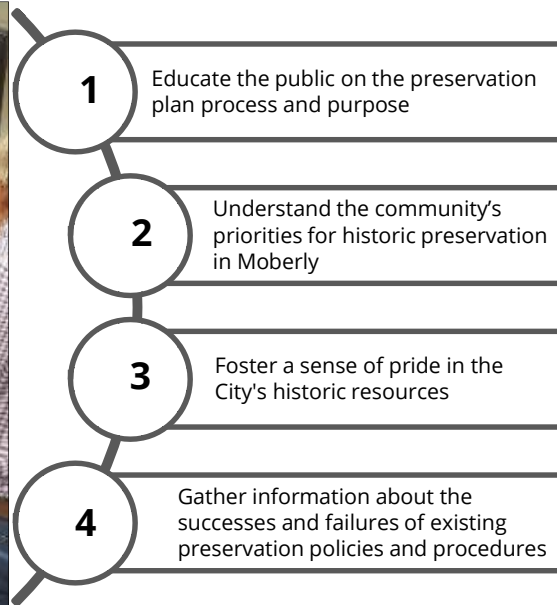 1
Educate the public on the preservation
plan process and purpose
2
Understand the community’s
priorities for historic preservation
in Moberly
3
Foster a sense of pride in the
City's historic resources
4
Gather information about the
successes and failures of existing
preservation policies and procedures